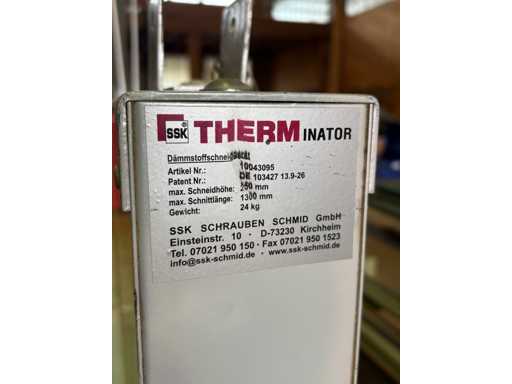 SSK® THERMINATOR
Dämmstoffschneidgerät
Artikel Nr.: 10043095
Patent Nr.: DE 103427 13.9-26
max. Schneidhöhe: mm
max. Schnittlänge: 1300 mm
Gewicht: 24 kg
SSK SCHRAUBEN SCHMID GmbH
Einsteinstr. 10 · D-73230 Kirchheim
Tel. 07021 950 150 · Fax 07021 950 1523
info@ssk-schmid.de · www.ssk-schmid.de